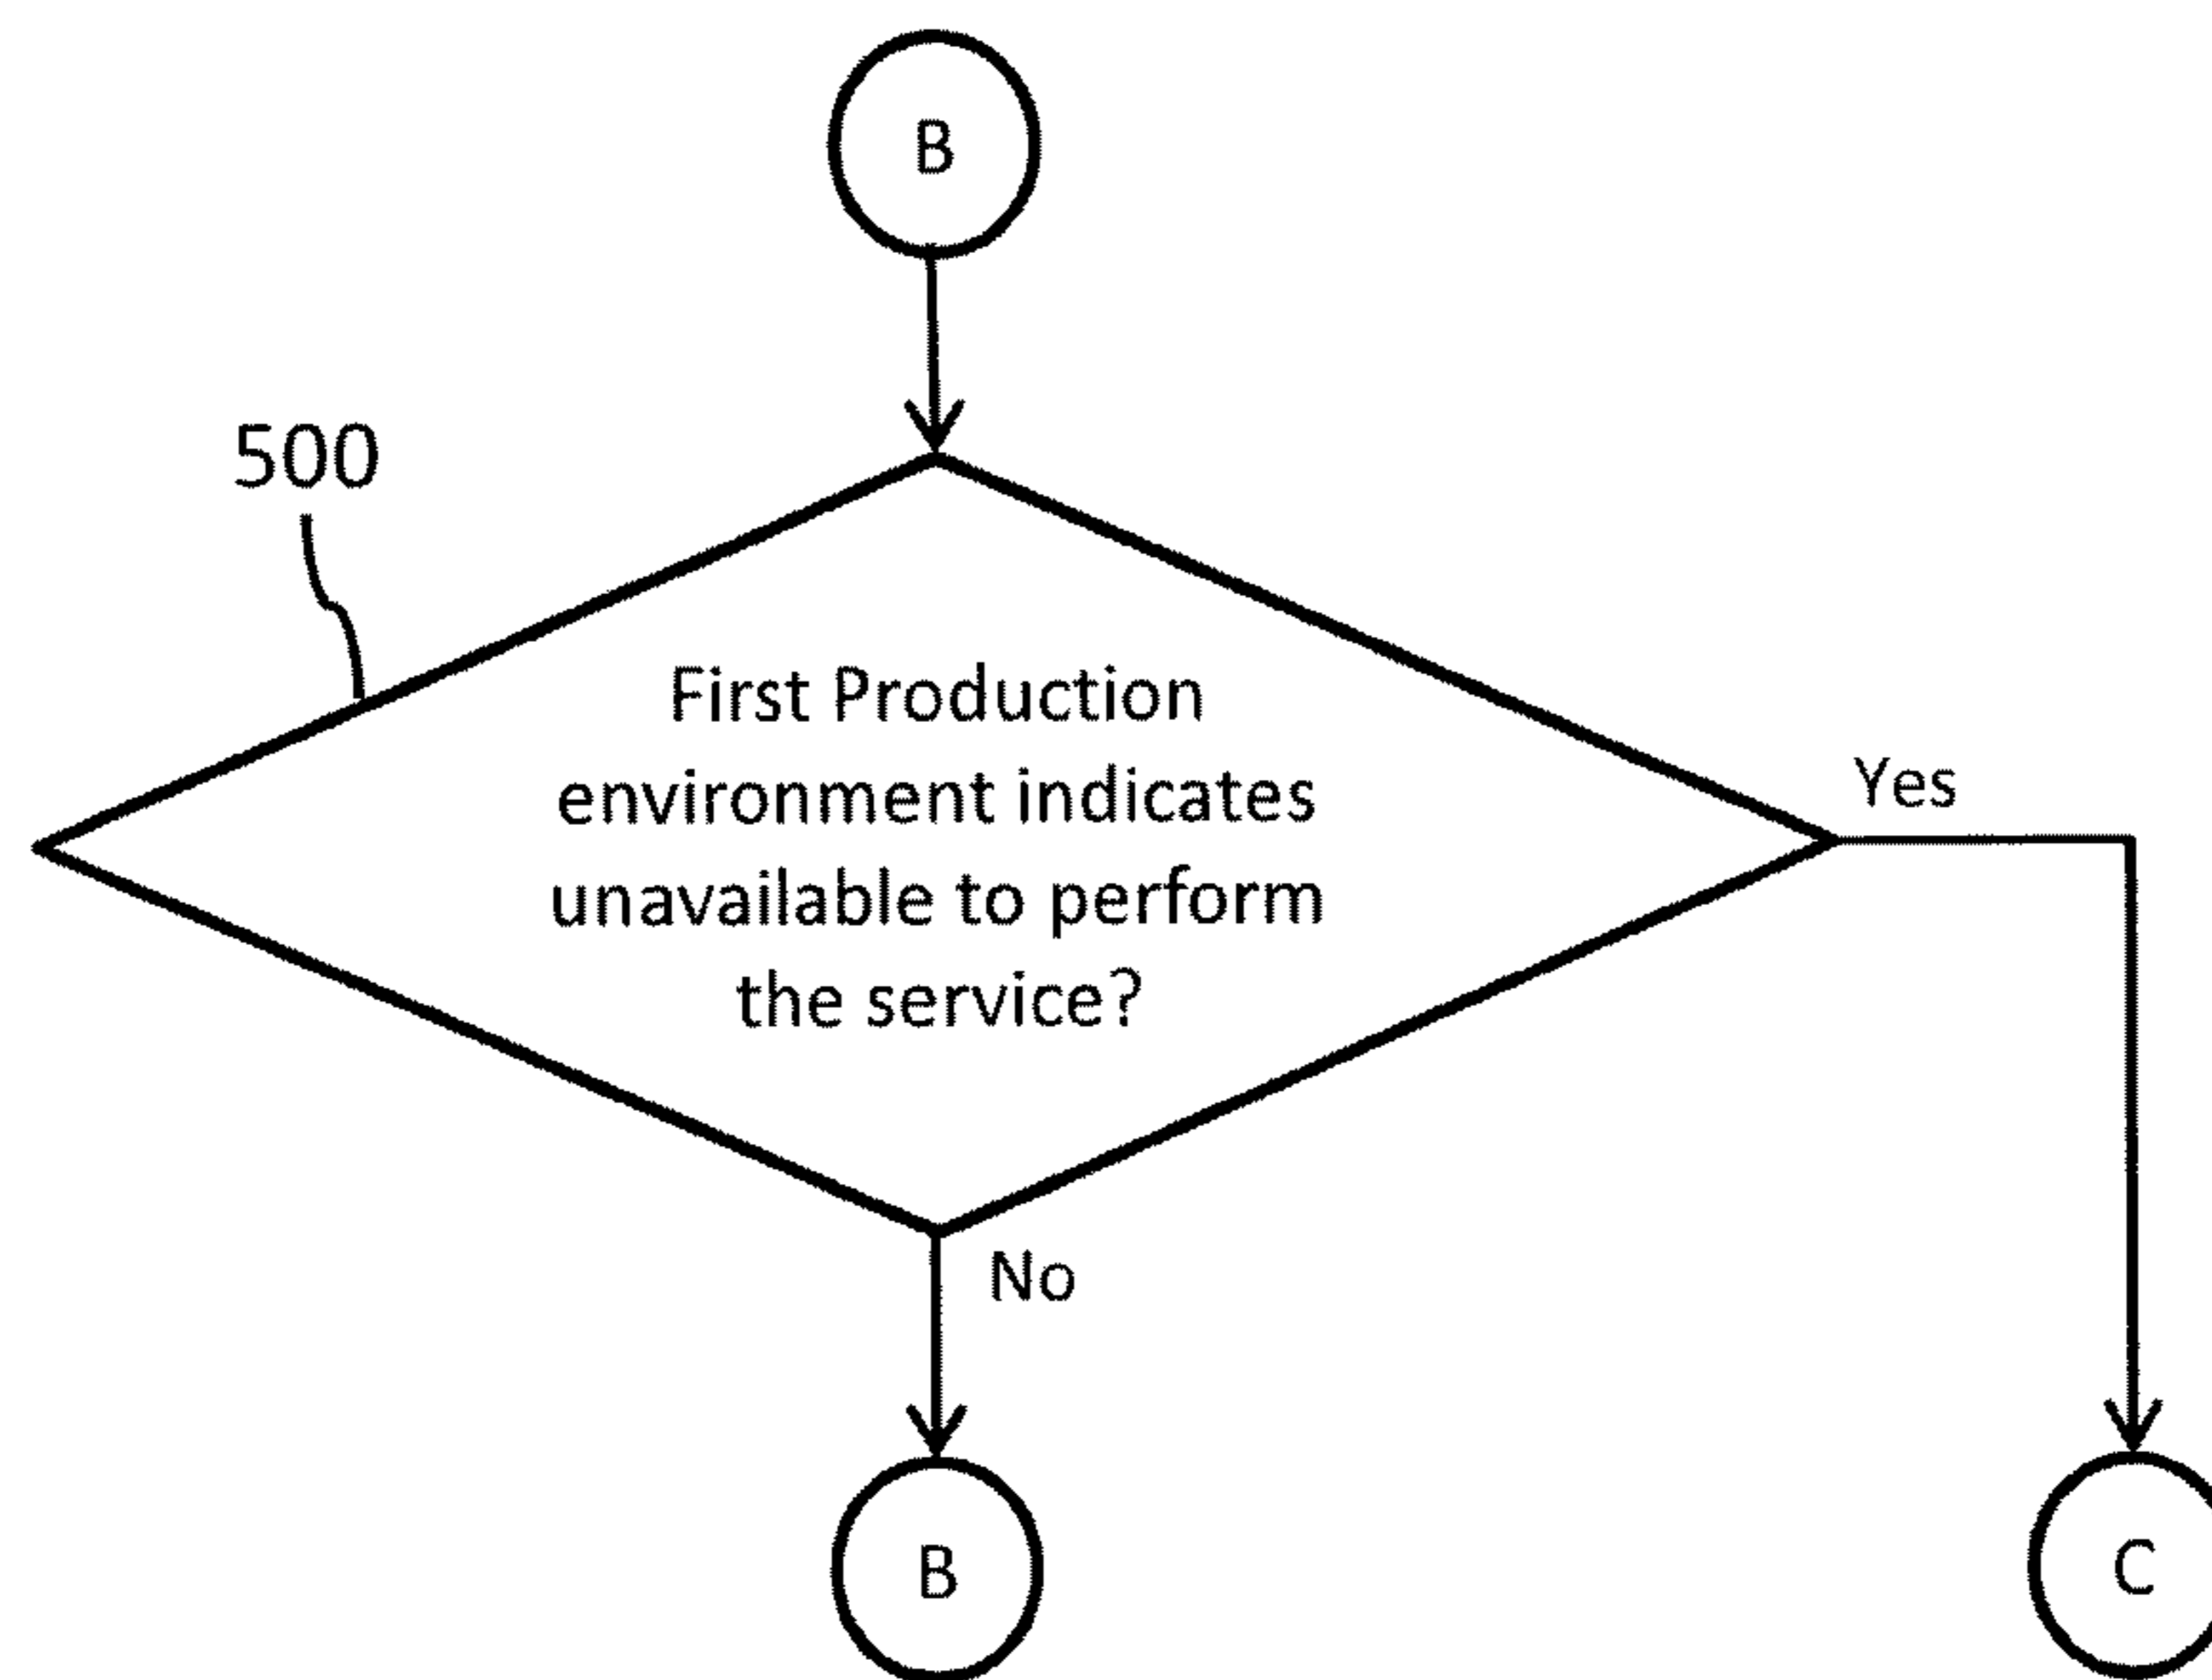 B
500
First Production
environment indicates
unavailable to perform
the service?
Yes
No
B
C